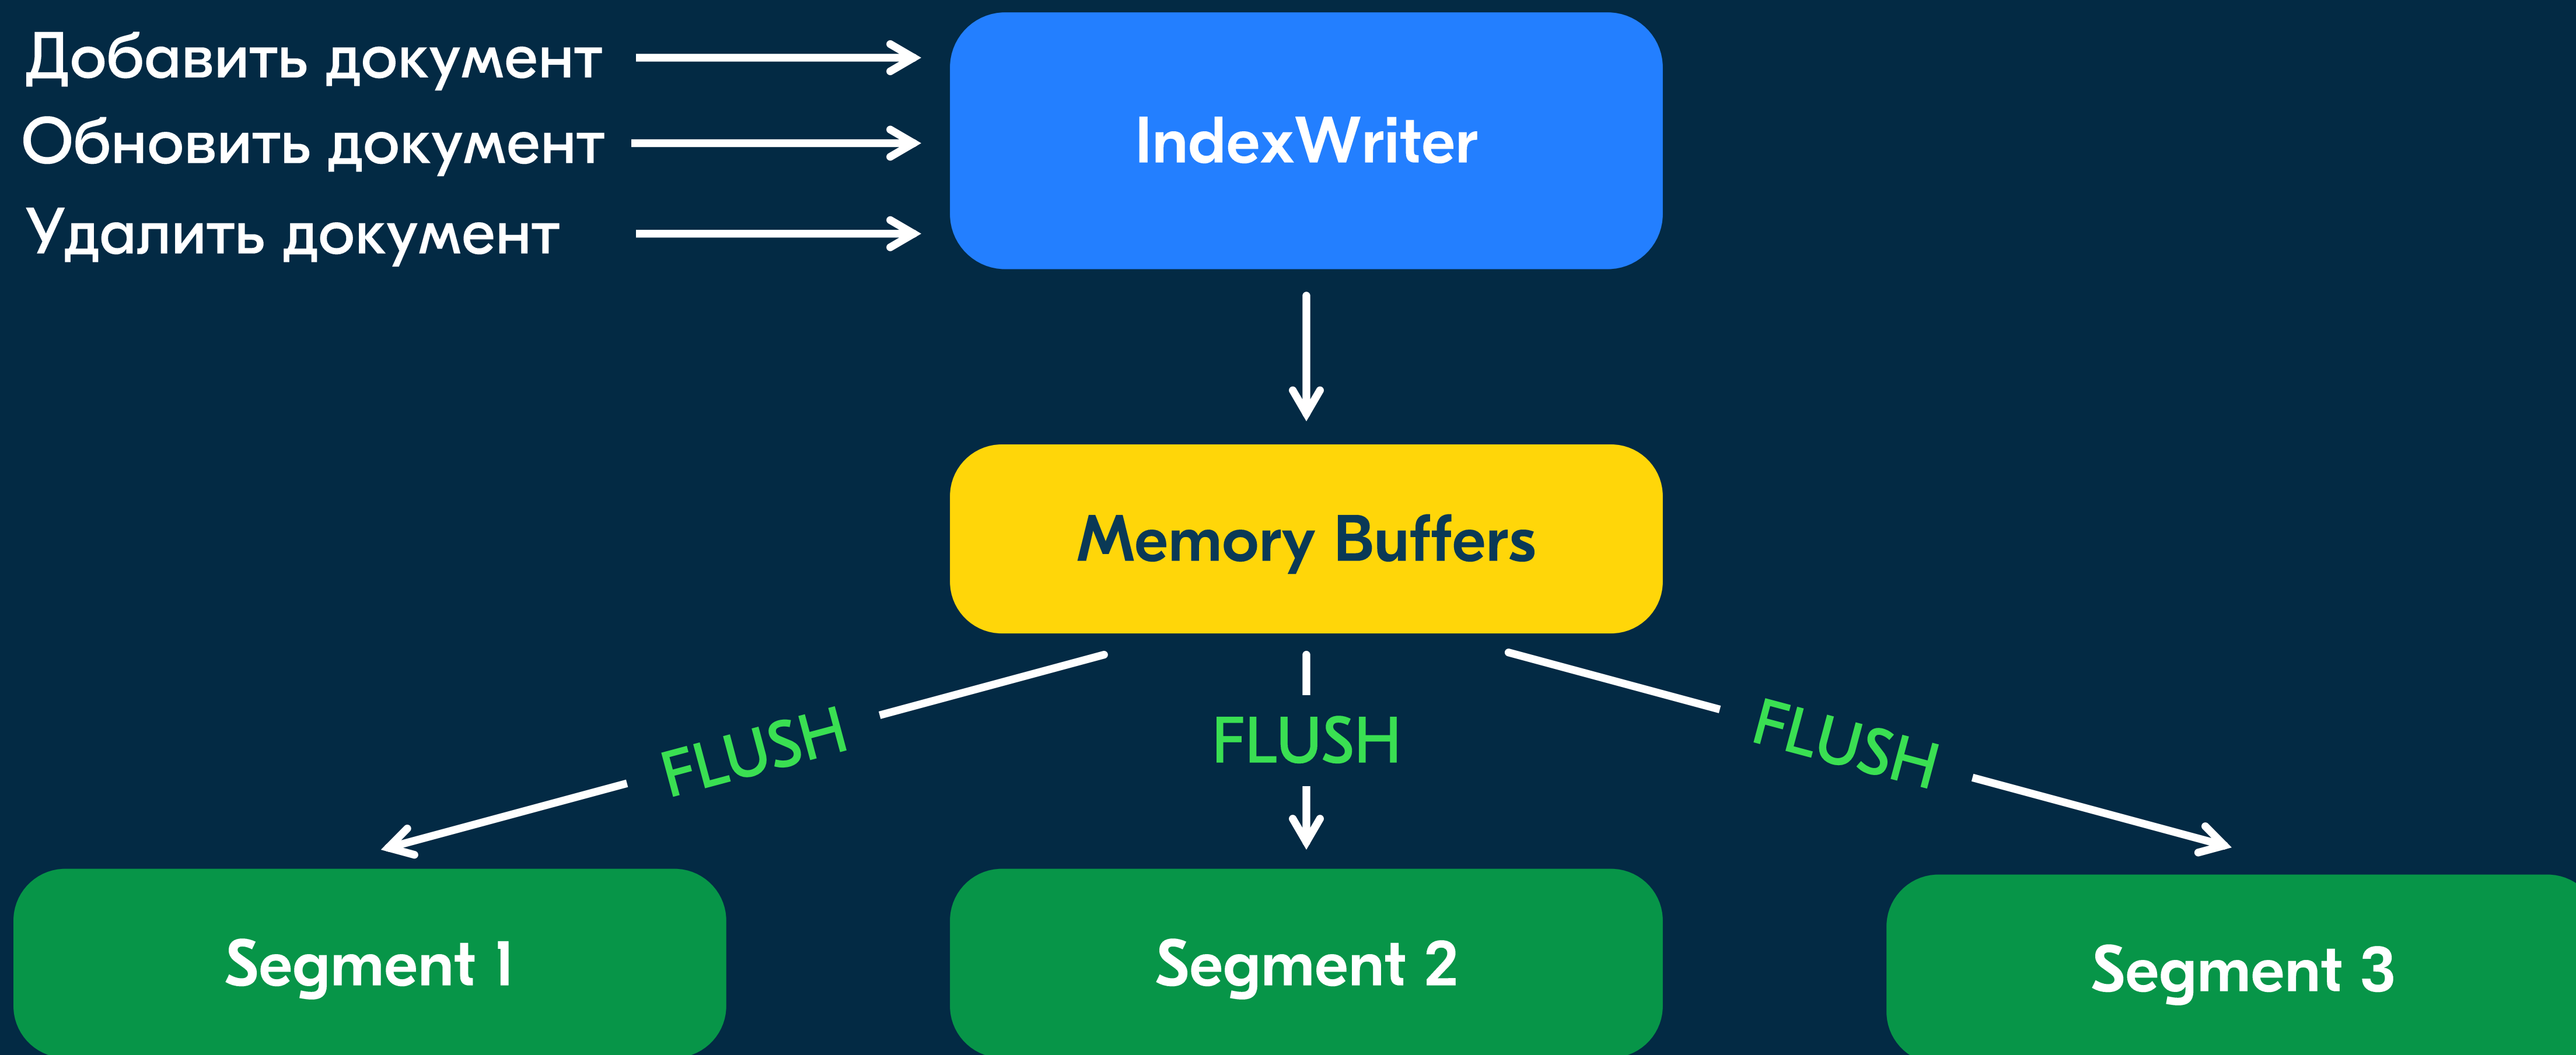 Добавить документ
Обновить документ
Удалить документ
IndexWriter
Memory Buffers
FLUSH
FLUSH
FLUSH
Segment 1
Segment 2
Segment 3